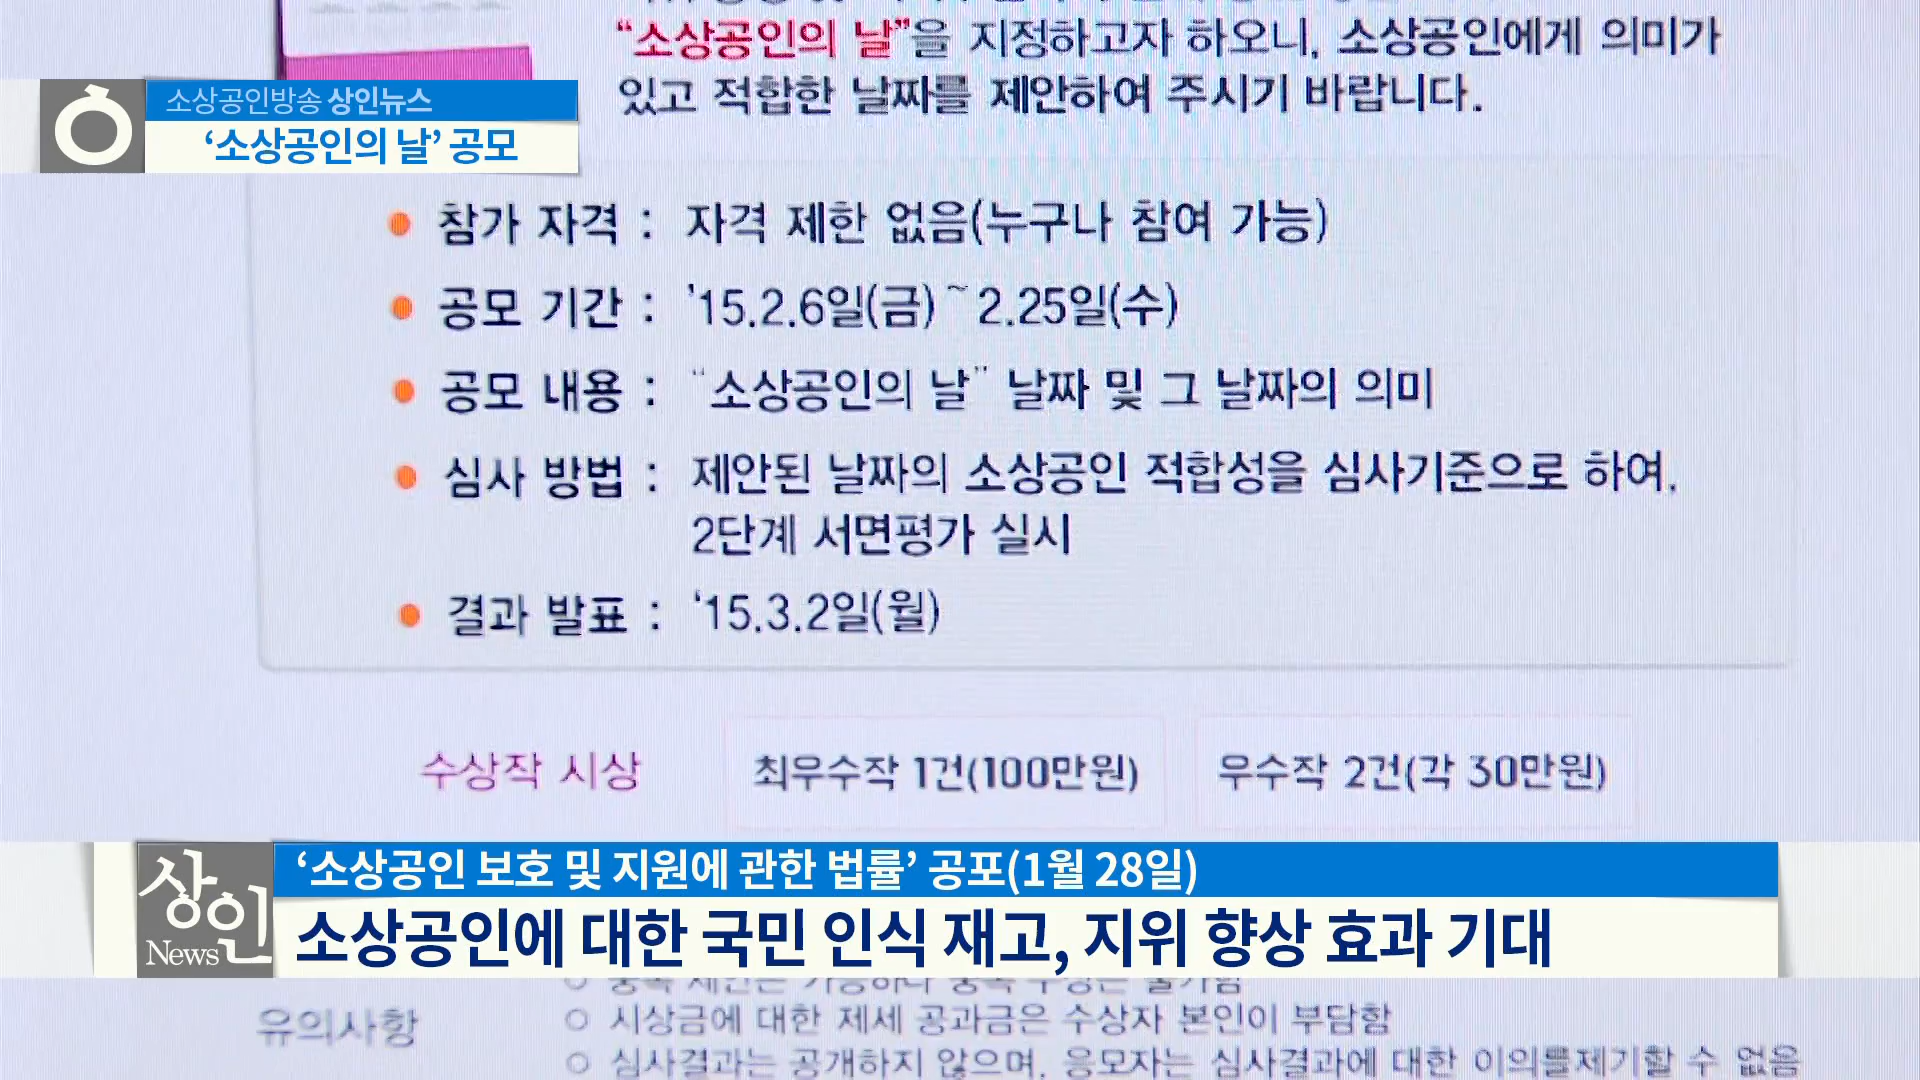 “소상공인의 날”을 지정하고자 하오니, 소상공인에게 의미가
있고 적합한 날짜를 제안하여 주시기 바랍니다.
소상공인방송 상인뉴스
‘소상공인의 날’ 공모
참가 자격 : 자격 제한 없음(누구나 참여 가능)
공모 기간 : '15.2.6일(금)~2.25일(수)
공모 내용 : "소상공인의 날" 날짜 및 그 날짜의 의미
심사 방법 : 제안된 날짜의 소상공인 적합성을 심사기준으로 하여,
2단계 서면평가 실시
결과 발표 : '15.3.2일(월)
수상작 시상 최우수작 1건(100만원) 우수작 2건(각 30만원)
상인 News
‘소상공인 보호 및 지원에 관한 법률’ 공포(1월 28일)
소상공인에 대한 국민 인식 재고, 지위 향상 효과 기대
유의사항
○ 시상금에 대한 제세 공과금은 수상자 본인이 부담함
○ 심사결과는 공개하지 않으며, 응모자는 심사결과에 대한 이의를제기할 수 없음